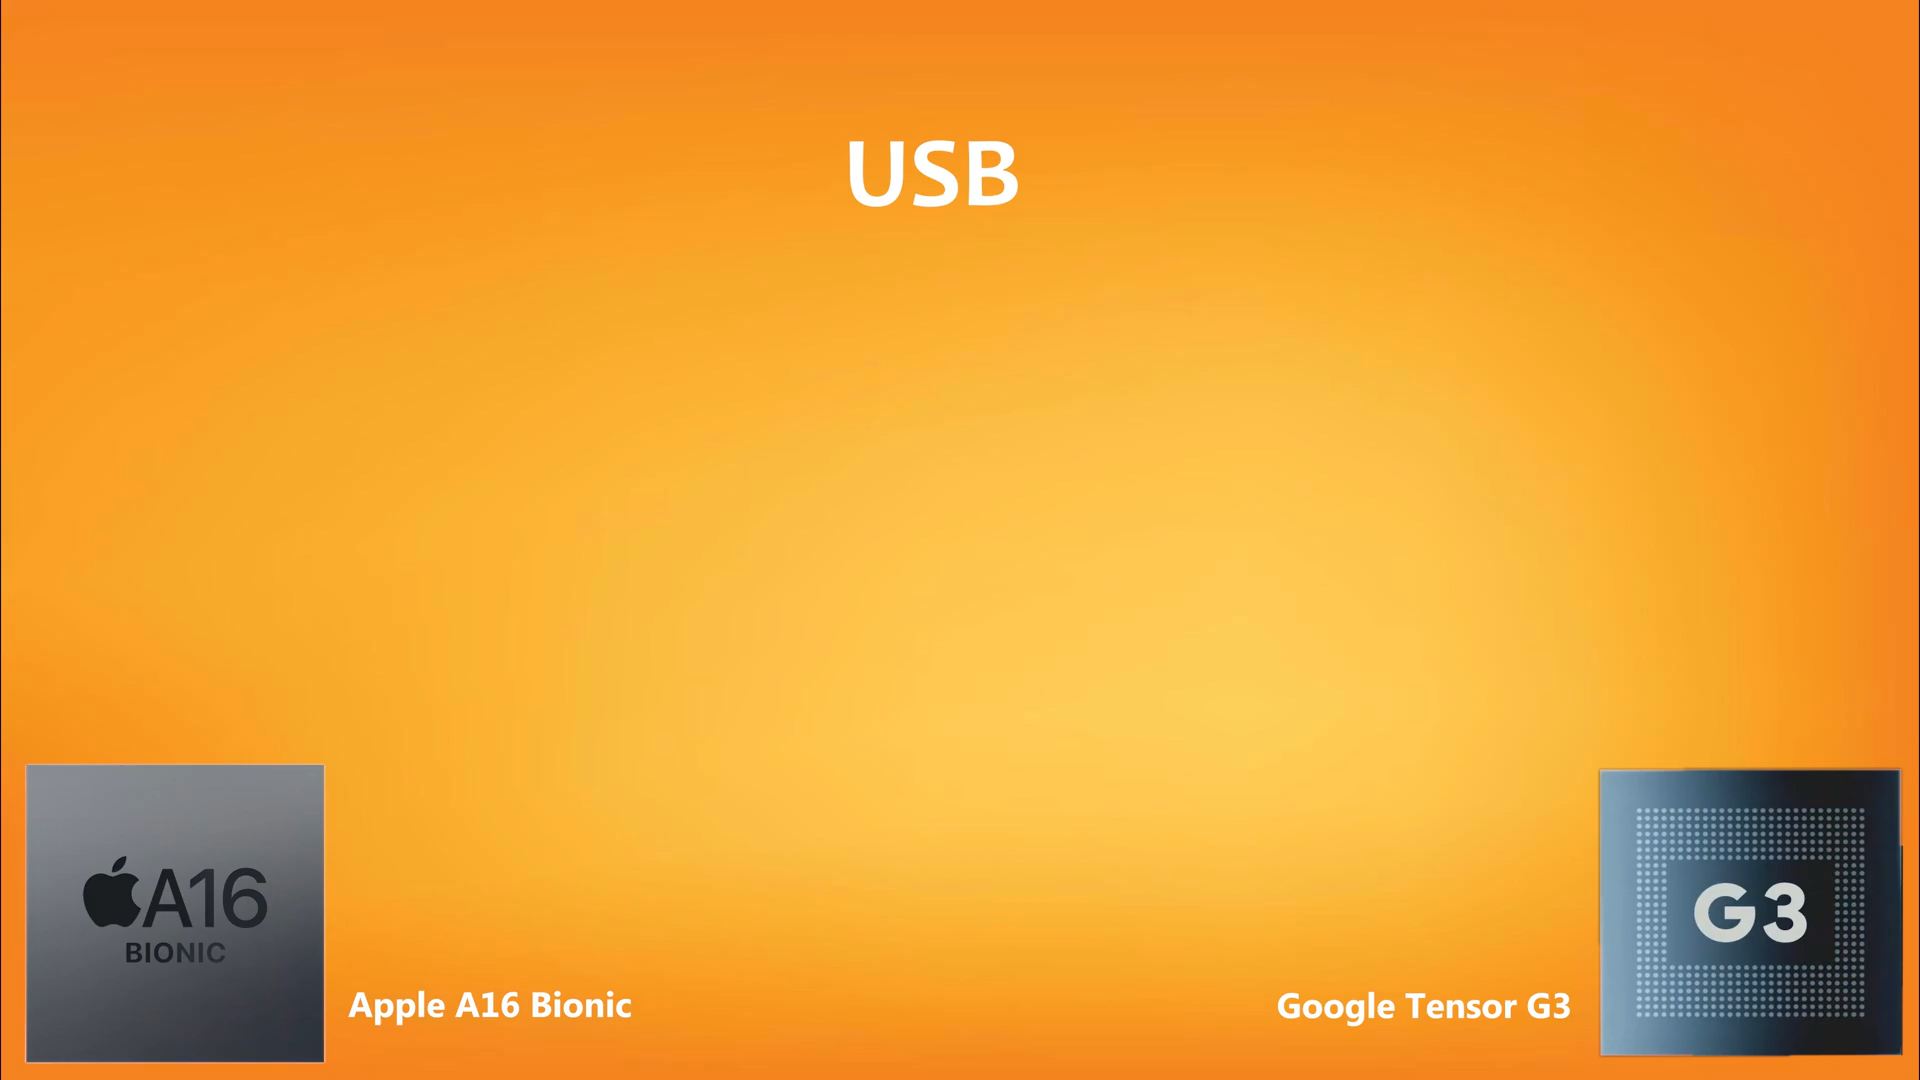 USB
A16
BIONIC
Apple A16 Bionic
Google Tensor G3
G3